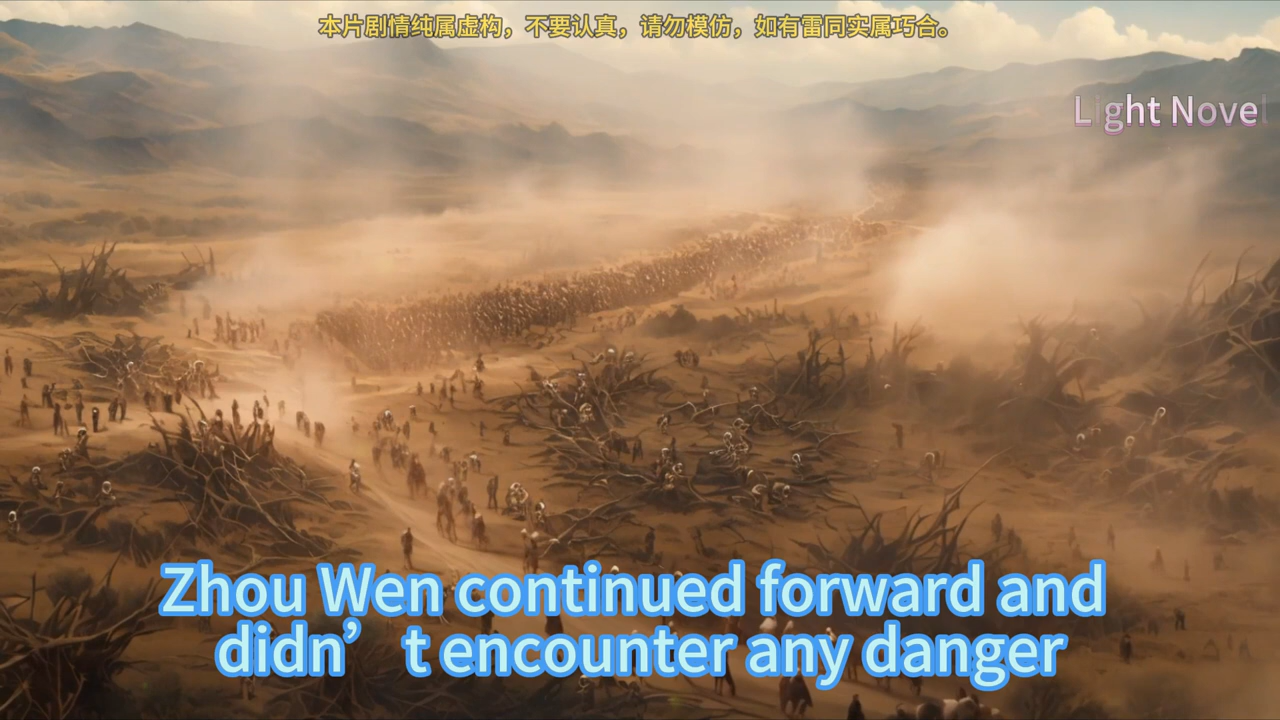 本片剧情纯属虚构，不要认真，请勿模仿，如有雷同实属巧合。
Light Novel
Zhou Wen continued forward and
didn’t encounter any danger